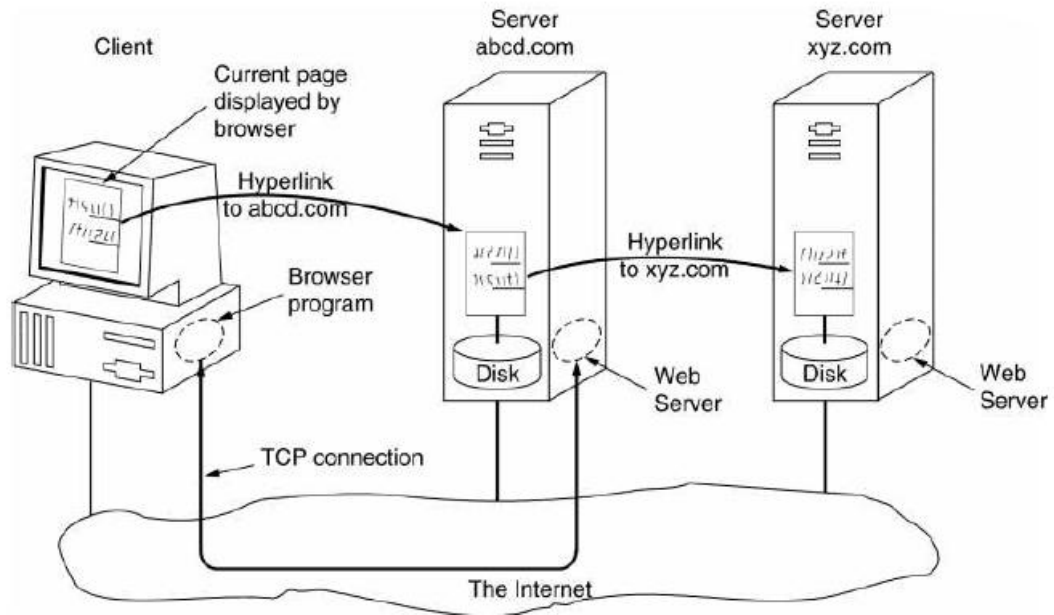 Client
Server
abcd.com
Server
xyz.com
Current page
displayed by
browser
Hyperlink
to abcd.com
Hyperlink
to xyz.com
Browser
program
Disk
Web
Server
Disk
Web
Server
TCP connection
The Internet